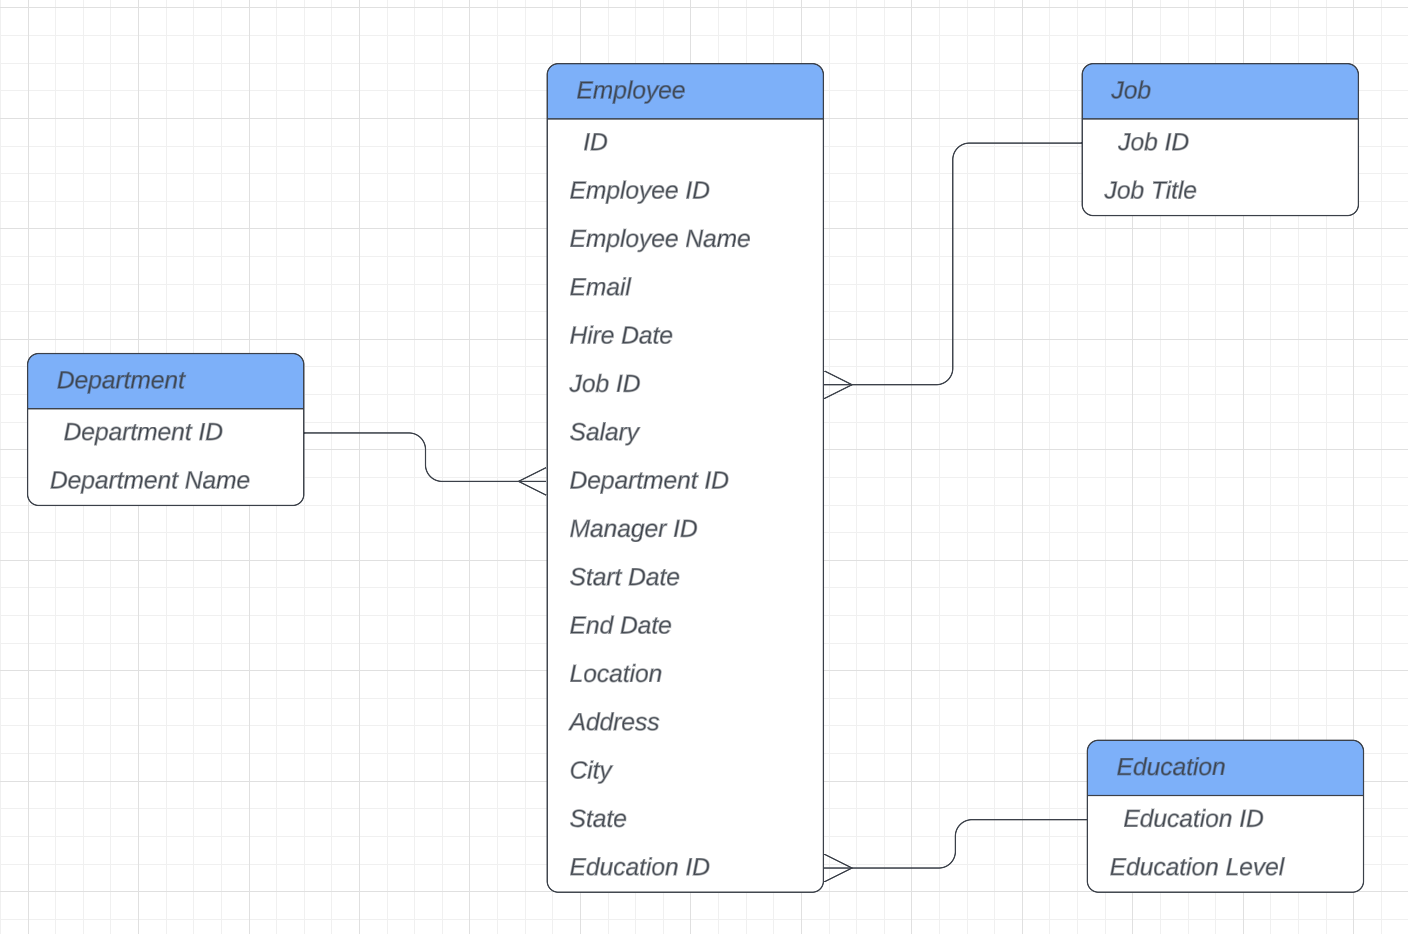 Employee
ID
Employee ID
Employee Name
Email
Hire Date
Job ID
Salary
Department ID
Manager ID
Start Date
End Date
Location
Address
City
State
Education ID
Job
Job ID
Job Title
Department
Department ID
Department Name
Education
Education ID
Education Level